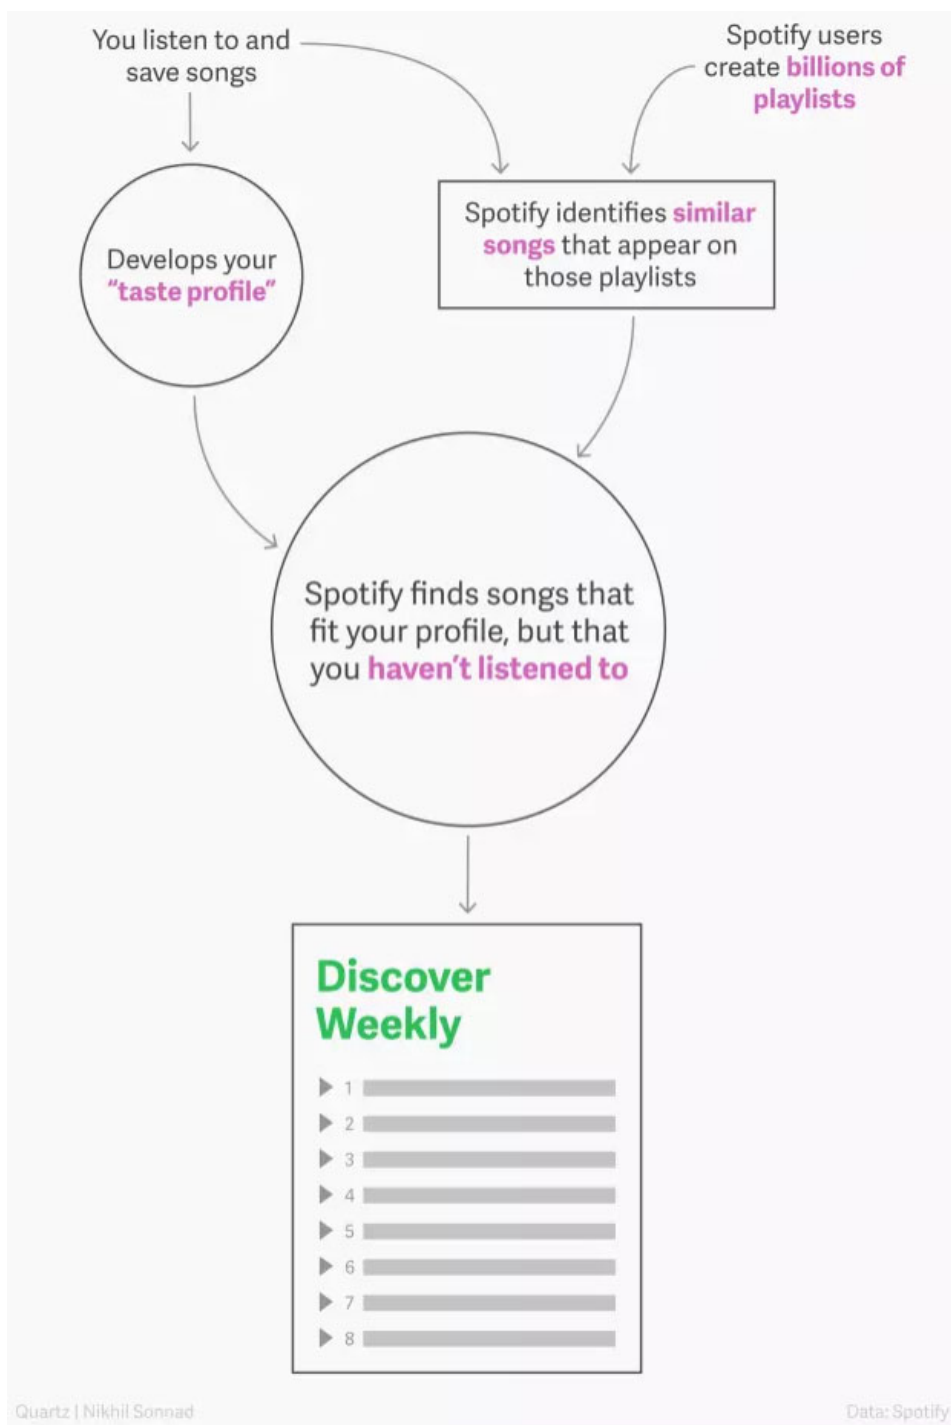 You listen to and
save songs
Spotify users
create billions of
playlists
Develops your
“taste profile”
Spotify identifies similar
songs that appear on
those playlists
Spotify finds songs that
fit your profile, but that
you haven’t listened to
Discover
Weekly
1
2
3
4
5
6
7
8
Quartz | Nikhil Sonnad
Data: Spotify